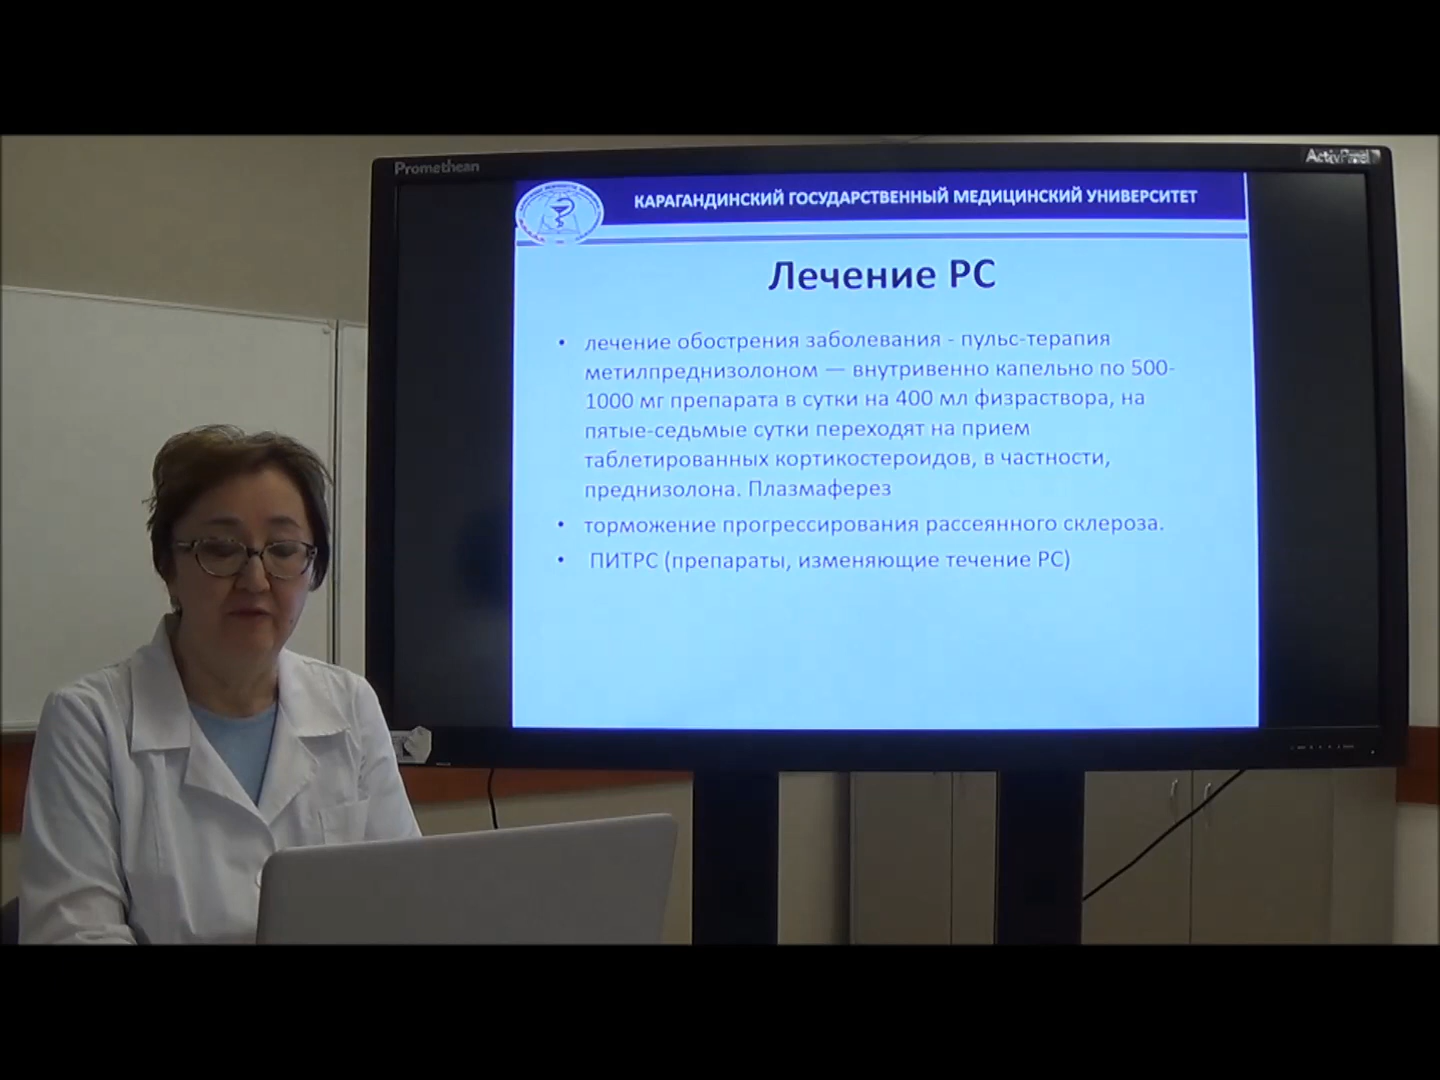 Promethean
ActivPanel
КАРАГАНДИНСКИЙ ГОСУДАРСТВЕННЫЙ МЕДИЦИНСКИЙ УНИВЕРСИТЕТ
Лечение РС
• лечение обострения заболевания - пульс-терапия
метилпреднизолоном — внутривенно капельно по 500-
1000 мг препарата в сутки на 400 мл физраствора, на
пятые-седьмые сутки переходят на прием
таблетированных кортикостероидов, в частности,
преднизолона. Плазмаферез
• торможение прогрессирования рассеянного склероза.
• ПИТРС (препараты, изменяющие течение РС)